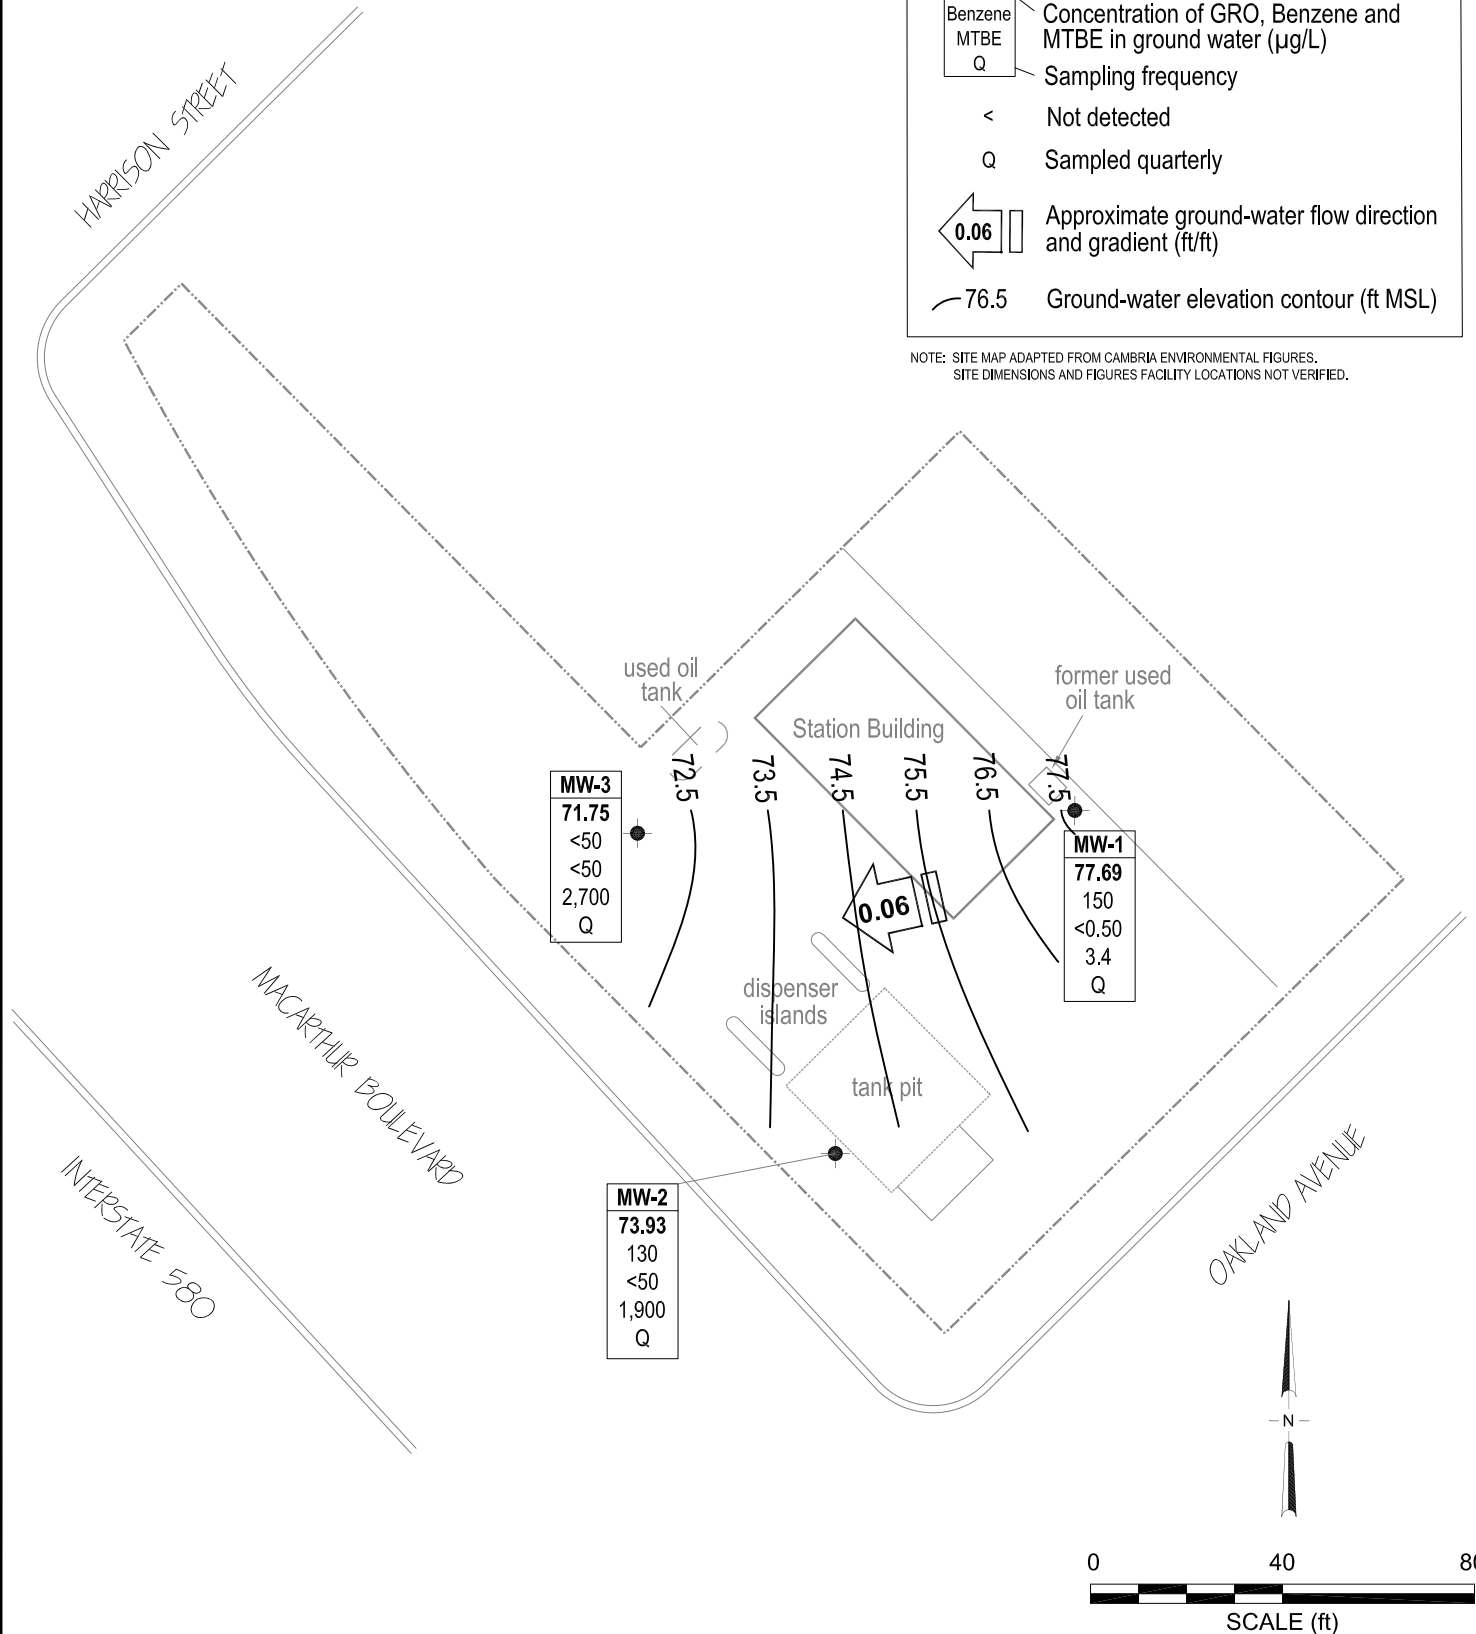 Benzene
MTBE
Q
Concentration of GRO, Benzene and
MTBE in ground water (µg/L)
Sampling frequency
< Not detected
Q Sampled quarterly
0.06
Approximate ground-water flow direction
and gradient (ft/ft)
76.5 Ground-water elevation contour (ft MSL)
NOTE: SITE MAP ADAPTED FROM CAMBRIA ENVIRONMENTAL FIGURES.
SITE DIMENSIONS AND FIGURES FACILITY LOCATIONS NOT VERIFIED.
HARRISON STREET
used oil
tank
former used
oil tank
Station Building
72.5
73.5
74.5
75.5
76.5
77.5
MW-3
71.75
<50
<50
2,700
Q
MW-1
77.69
150
<0.50
3.4
Q
0.06
dispenser
islands
tank pit
MACARTHUR BOULEVARD
INTERSTATE 580
MW-2
73.93
130
<50
1,900
Q
OAKLAND AVENUE
N
0 40
SCALE (ft)